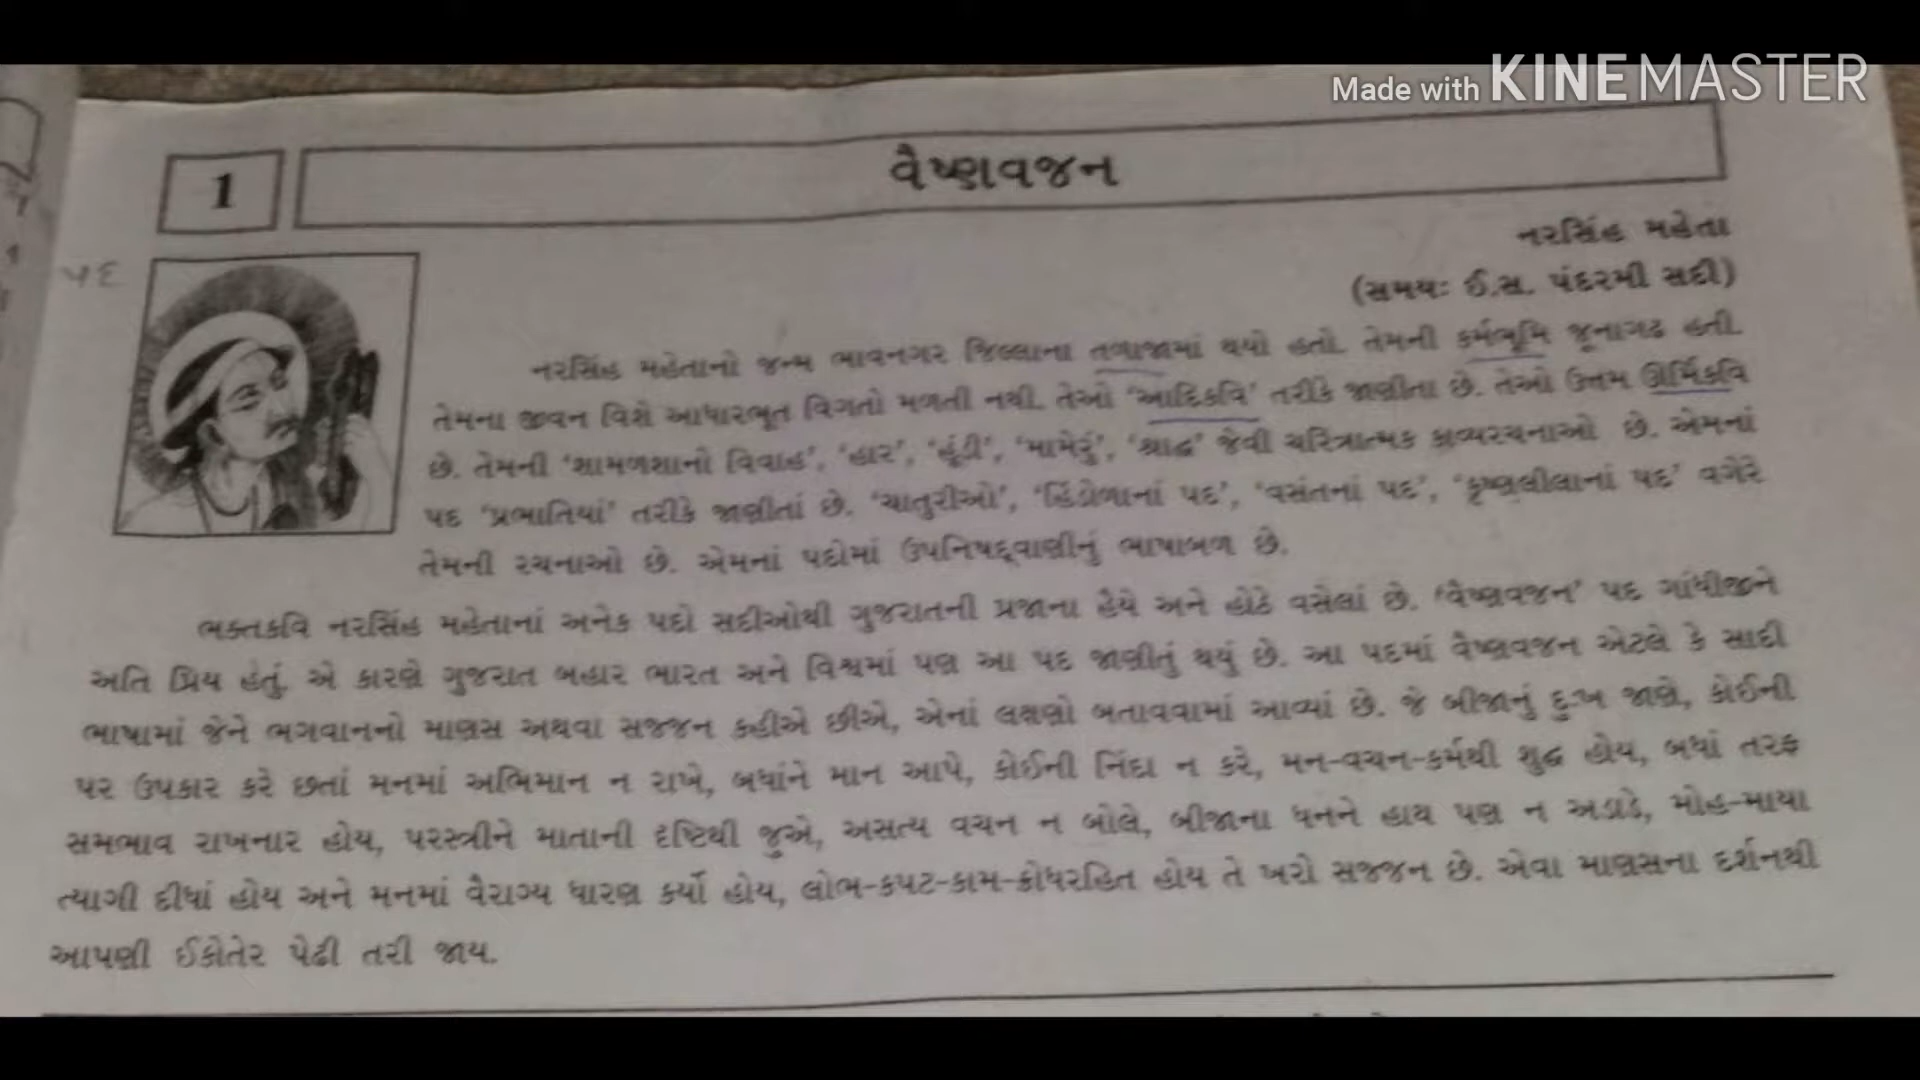 Made with KINEMASTER
1
વૈષ્ણવજન
નરસિંહ મહેતા
(સમયઃ ઈ.સ. પંદરમી સદી)
પદ
નરસિંહ મહેતાનો જન્મ ભાવનગર જિલ્લાના તળાજામાં થયો હતો. તેમની કર્મભૂમિ જૂનાગઢ હતી.
તેમના જીવન વિશે આધારભૂત વિગતો મળતી નથી. તેઓ ‘આદિકવિ’ તરીકે જાણીતા છે. તેઓ ઉત્તમ ઊર્મિકવિ
છે. તેમની ‘શામળશાનો વિવાહ’, ‘હાર’, ‘હૂંડી’, ‘મામેરું’, ‘શ્રાદ્ધ’ જેવી ચરિત્રાત્મક કાવ્યરચનાઓ છે. એમનાં
પદ ‘પ્રભાતિયાં’ તરીકે જાણીતાં છે. ‘ચાતુરીઓ’, ‘હિંડોળાનાં પદ’, ‘વસંતનાં પદ’, ‘કૃષ્ણલીલાનાં પદ’ વગેરે
તેમની રચનાઓ છે. એમનાં પદોમાં ઉપનિષદ્‌વાણીનું ભાષાબળ છે.
ભક્તકવિ નરસિંહ મહેતાનાં અનેક પદો સદીઓથી ગુજરાતની પ્રજાના હૈયે અને હોઠે વસેલાં છે. ‘વૈષ્ણવજન’ પદ ગાંધીજીને
અતિ પ્રિય હતું. એ કારણે ગુજરાત બહાર ભારત અને વિશ્વમાં પણ આ પદ જાણીતું થયું છે. આ પદમાં વૈષ્ણવજન એટલે કે સાદી
ભાષામાં જેને ભગવાનનો માણસ અથવા સજ્જન કહીએ છીએ, એનાં લક્ષણો બતાવવામાં આવ્યાં છે. જે બીજાનું દુઃખ જાણે, કોઈની
પર ઉપકાર કરે છતાં મનમાં અભિમાન ન રાખે, બધાંને માન આપે, કોઈની નિંદા ન કરે, મન-વચન-કર્મથી શુદ્ધ હોય, બધાં તરફ
સમભાવ રાખનાર હોય, પરસ્ત્રીને માતાની દૃષ્ટિથી જુએ, અસત્ય વચન ન બોલે, બીજાના ધનને હાથ પણ ન અડાડે, મોહ-માયા
ત્યાગી દીધાં હોય અને મનમાં વૈરાગ્ય ધારણ કર્યો હોય, લોભ-કપટ-કામ-ક્રોધરહિત હોય તે ખરો સજ્જન છે. એવા માણસના દર્શનથી
આપણી ઈકોતેર પેઢી તરી જાય.